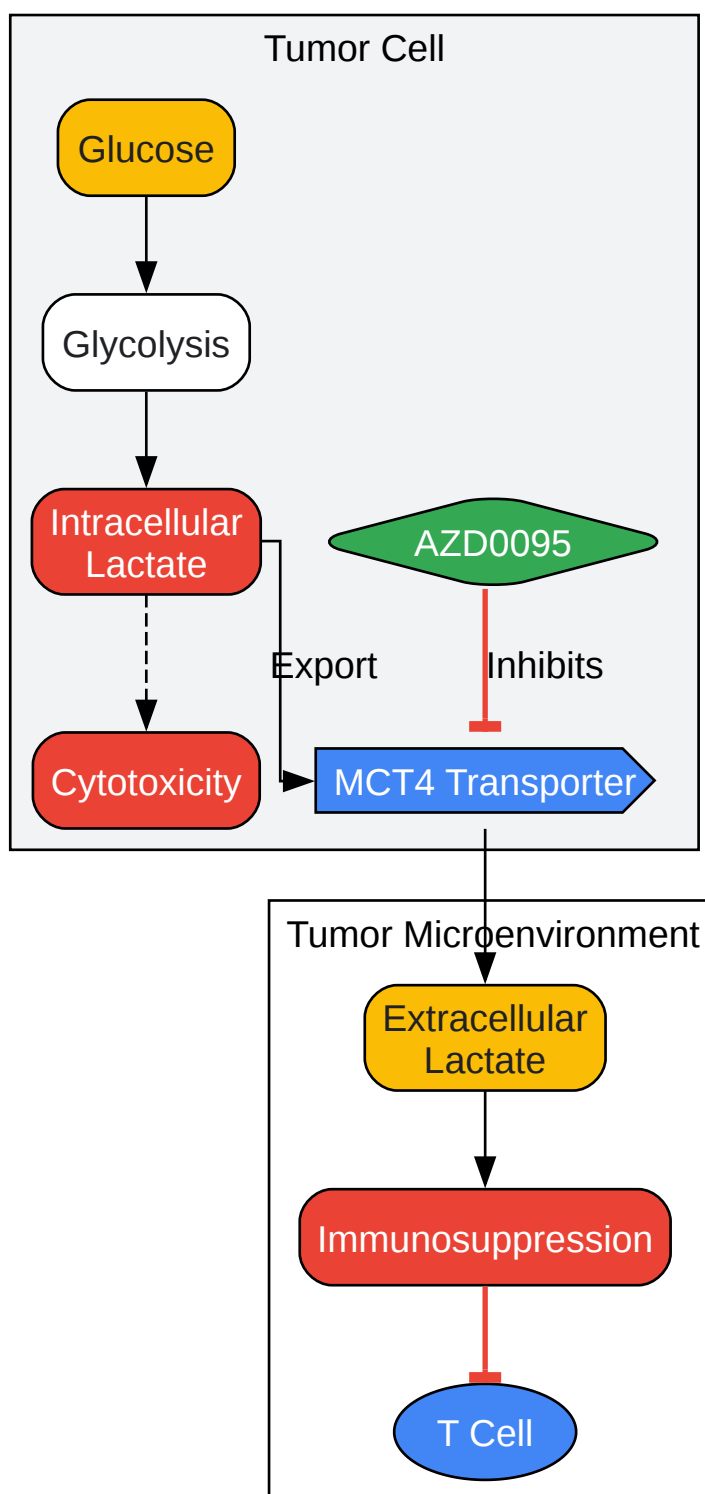 Tumor Cell
Glucose
Glycolysis
Intracellular
Lactate
AZD0095
Export
Inhibits
Cytotoxicity
MCT4 Transporter
Tumor Microenvironment
Extracellular
Lactate
Immunosuppression
T Cell